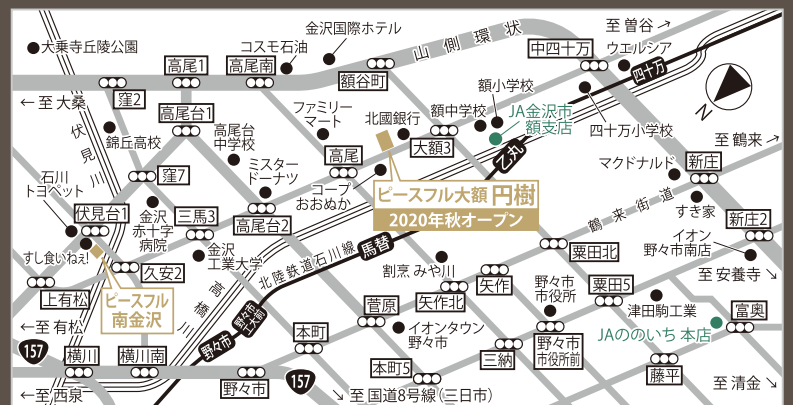 金沢国際ホテル
至 曽谷
大乗寺丘陵公園
コスモ石油
山側環状
中四十万
ウエルシア
高尾1
高尾南
額谷町
四十万
N
← 至 大桑
窪2
高尾台1
ファミリー
マート
額小学校
額中学校
JA金沢市
額支店
四十万小学校
至 鶴来 →
伏見川
錦丘高校
高尾台
中学校
北國銀行
大額3
乙丸
マクドナルド
新庄
石川
トヨペット
窪7
ミスター
ドーナツ
高尾
コープ
おおぬか
ピースフル大額 円樹
2020年秋オープン
すき家
鶴来街道
新庄2
伏見台1
金沢
赤十字
病院
三馬3
高尾台2
イオン
野々市南店
すし食いねぇ!
金沢
工業大学
北陸鉄道石川線
馬替
粟田北
久安2
割烹 みや川
矢作
至 安養寺
上有松
ピースフル
南金沢
高橋川
矢作北
野々市
市役所
粟田5
津田駒工業
富奥
← 至 有松
野々市
工大前
菅原
イオンタウン
野々市
野々市
市役所前
JAののいち 本店
157
横川
横川南
野々市
本町
三納
藤平
本町5
←至 西泉
野々市
157
至 国道8号線(三日市)
至 清金